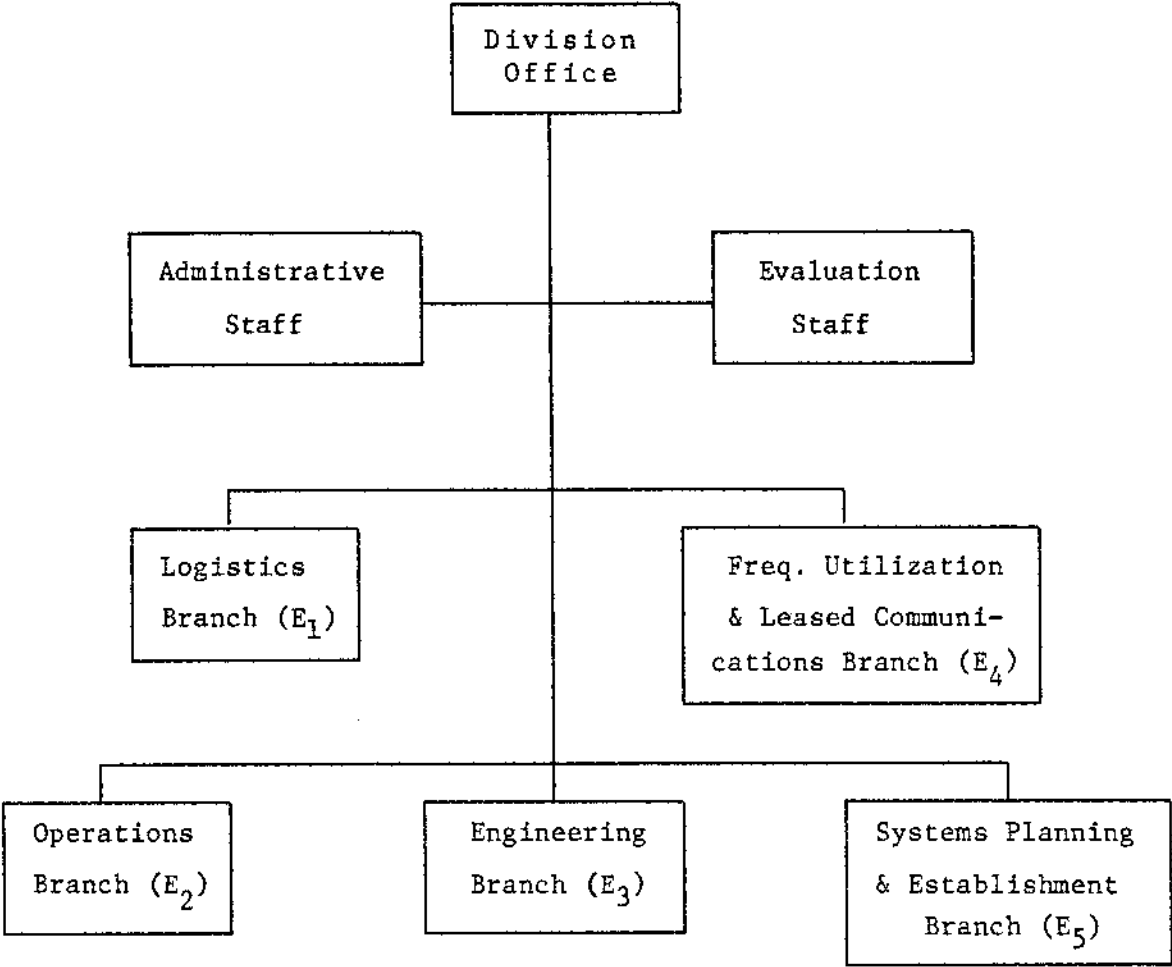 Division
Office
Administrative
Staff
Evaluation
Staff
Logistics
Branch (E1)
Freq. Utilization
& Leased Communi-
cations Branch (E4)
Operations
Branch (E2)
Engineering
Branch (E3)
Systems Planning
& Establishment
Branch (E5)